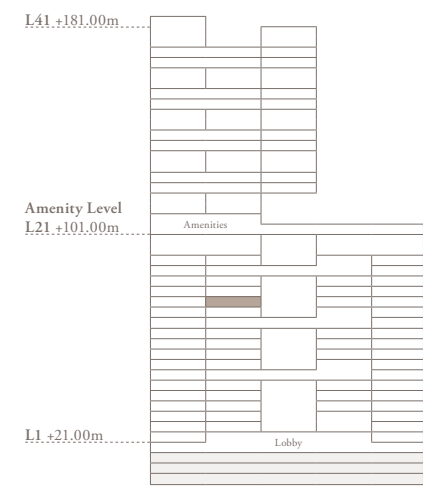 L41 +181.00m
Amenity Level
L21 +101.00m
Amenities
L1 +21.00m
Lobby